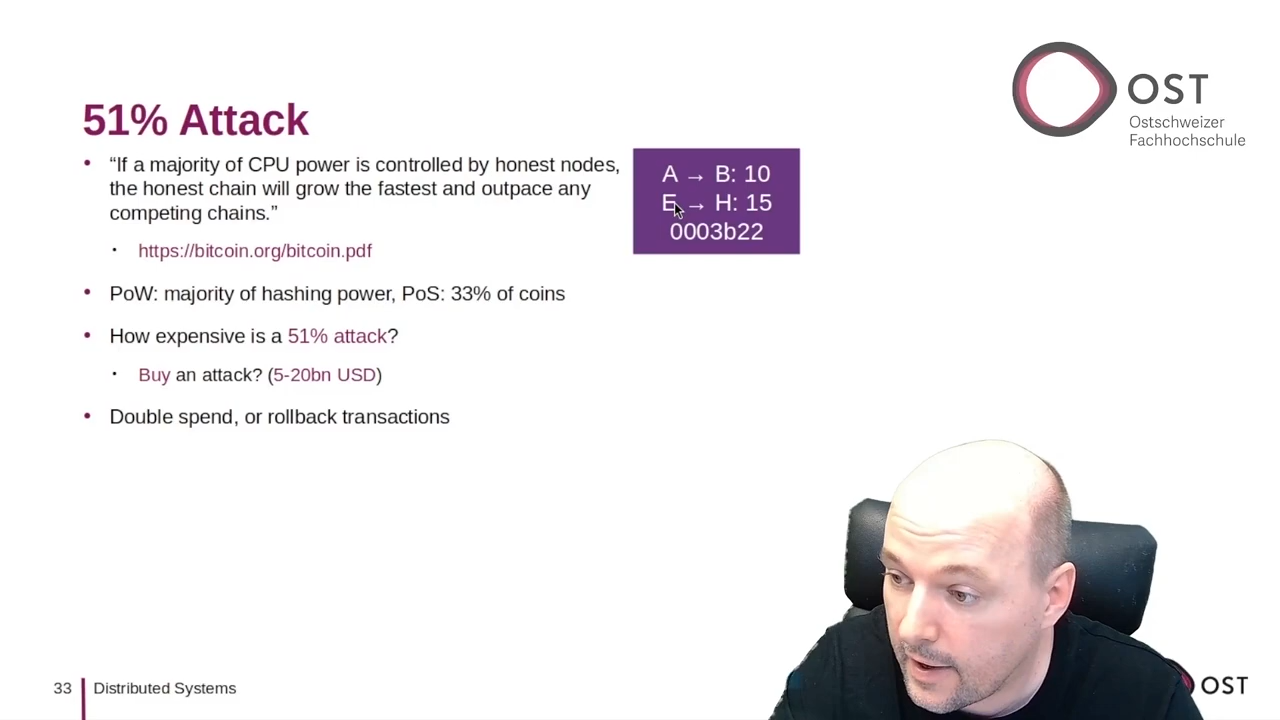 OST
Ostschweizer
Fachhochschule
51% Attack
• “If a majority of CPU power is controlled by honest nodes,
the honest chain will grow the fastest and outpace any
competing chains.”
• https://bitcoin.org/bitcoin.pdf
• PoW: majority of hashing power, PoS: 33% of coins
• How expensive is a 51% attack?
• Buy an attack? (5-20bn USD)
• Double spend, or rollback transactions
A → B: 10
E → H: 15
0003b22
33 Distributed Systems
OST